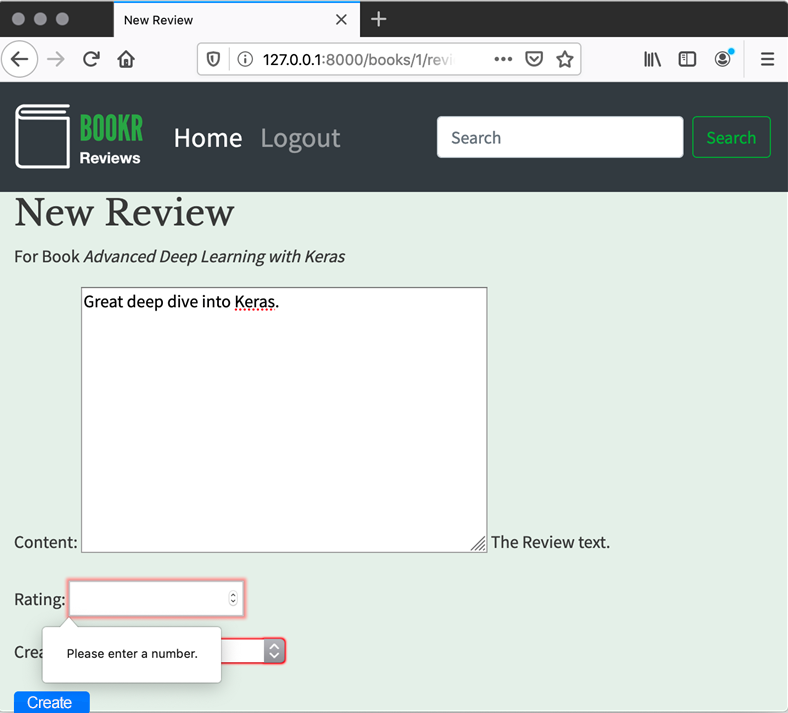 New Review
127.0.0.1:8000/books/1/revi
BOOKR
Reviews
Home Logout
Search
Search
New Review
For Book Advanced Deep Learning with Keras
Great deep dive into Keras.
Content:
The Review text.
Rating:
Crea
Please enter a number.
Create